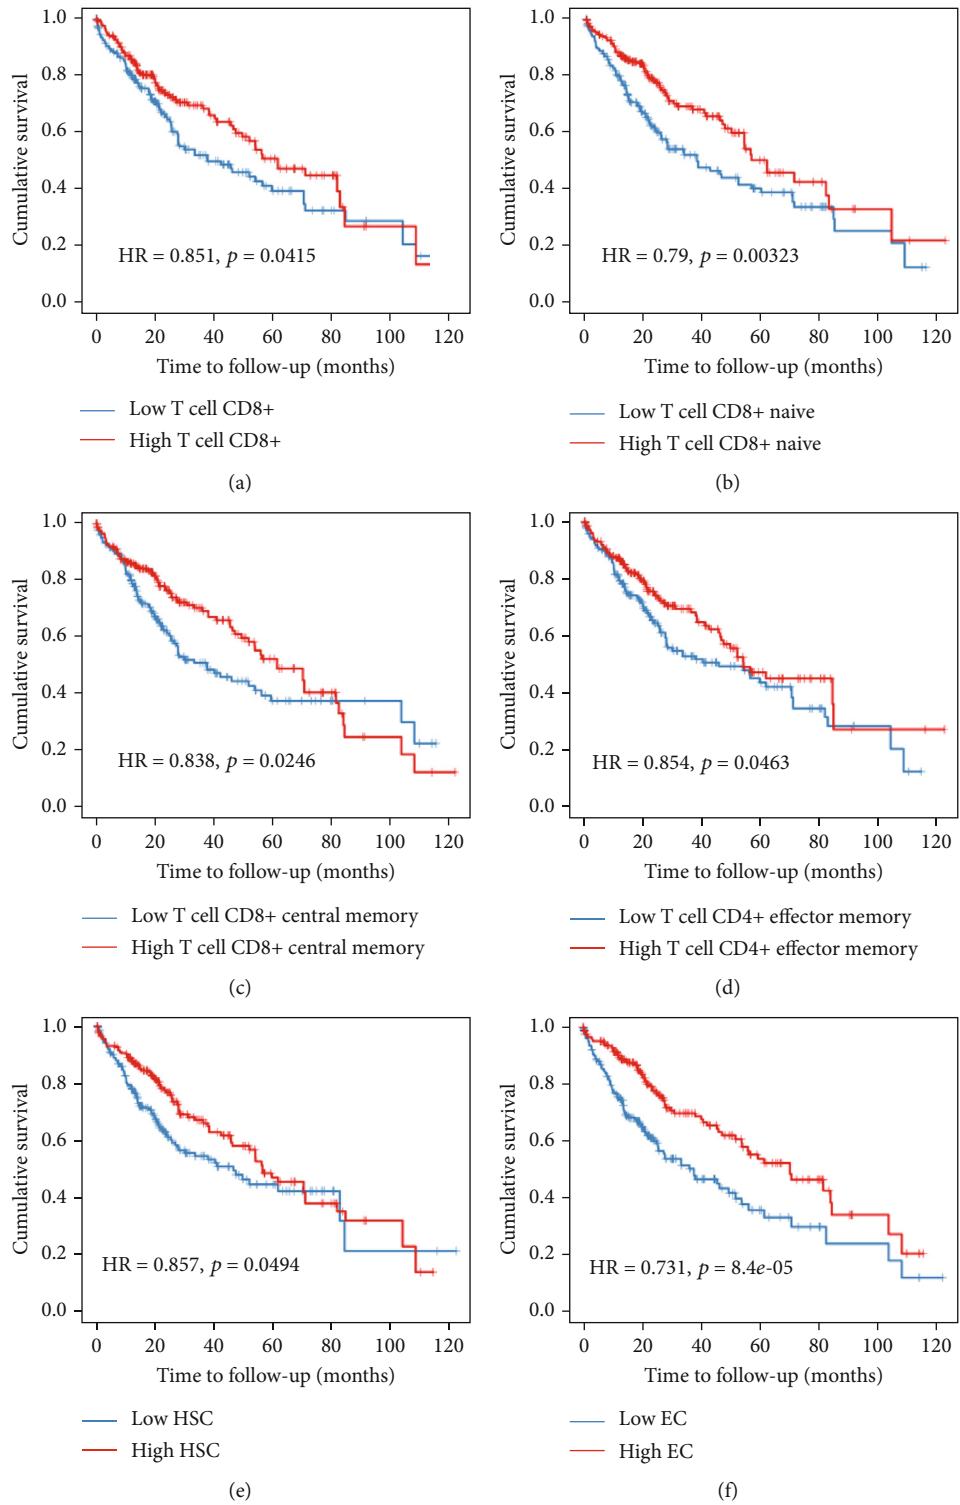 1.0
0.8
0.6
0.4
0.2
0.0
Cumulative survival
HR = 0.851, p = 0.0415
0 20 40 60 80 100 120
Time to follow-up (months)
Low T cell CD8+
High T cell CD8+
(a)
1.0
0.8
0.6
0.4
0.2
0.0
Cumulative survival
HR = 0.79, p = 0.00323
0 20 40 60 80 100 120
Time to follow-up (months)
Low T cell CD8+ naive
High T cell CD8+ naive
(b)
1.0
0.8
0.6
0.4
0.2
0.0
Cumulative survival
HR = 0.838, p = 0.0246
0 20 40 60 80 100 120
Time to follow-up (months)
Low T cell CD8+ central memory
High T cell CD8+ central memory
(c)
1.0
0.8
0.6
0.4
0.2
0.0
Cumulative survival
HR = 0.854, p = 0.0463
0 20 40 60 80 100 120
Time to follow-up (months)
Low T cell CD4+ effector memory
High T cell CD4+ effector memory
(d)
1.0
0.8
0.6
0.4
0.2
0.0
Cumulative survival
HR = 0.857, p = 0.0494
0 20 40 60 80 100 120
Time to follow-up (months)
Low HSC
High HSC
(e)
1.0
0.8
0.6
0.4
0.2
0.0
Cumulative survival
HR = 0.731, p = 8.4e-05
0 20 40 60 80 100 120
Time to follow-up (months)
Low EC
High EC
(f)